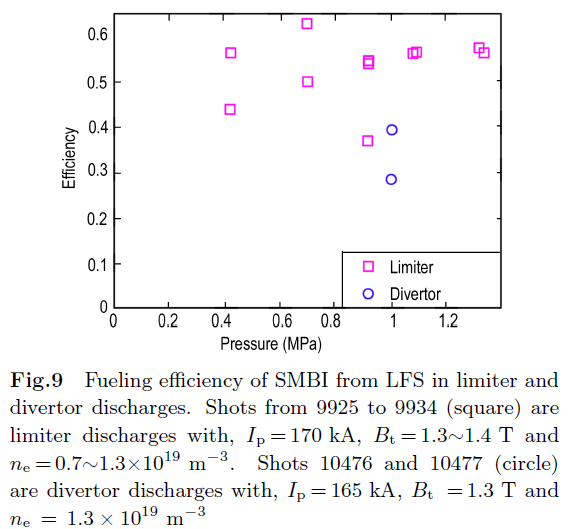 0.6
0.5
0.4
0.3
0.2
0.1
0
Efficiency
Limiter
Divertor
0 0.2 0.4 0.6 0.8 1 1.2
Pressure (MPa)
Fig.9 Fueling efficiency of SMBI from LFS in limiter and
divertor discharges. Shots from 9925 to 9934 (square) are
limiter discharges with, Iₚ = 170 kA, Bₜ = 1.3∼1.4 T and
nₑ = 0.7∼1.3×10¹⁹ m⁻³. Shots 10476 and 10477 (circle)
are divertor discharges with, Iₚ = 165 kA, Bₜ = 1.3 T and
nₑ = 1.3 × 10¹⁹ m⁻³